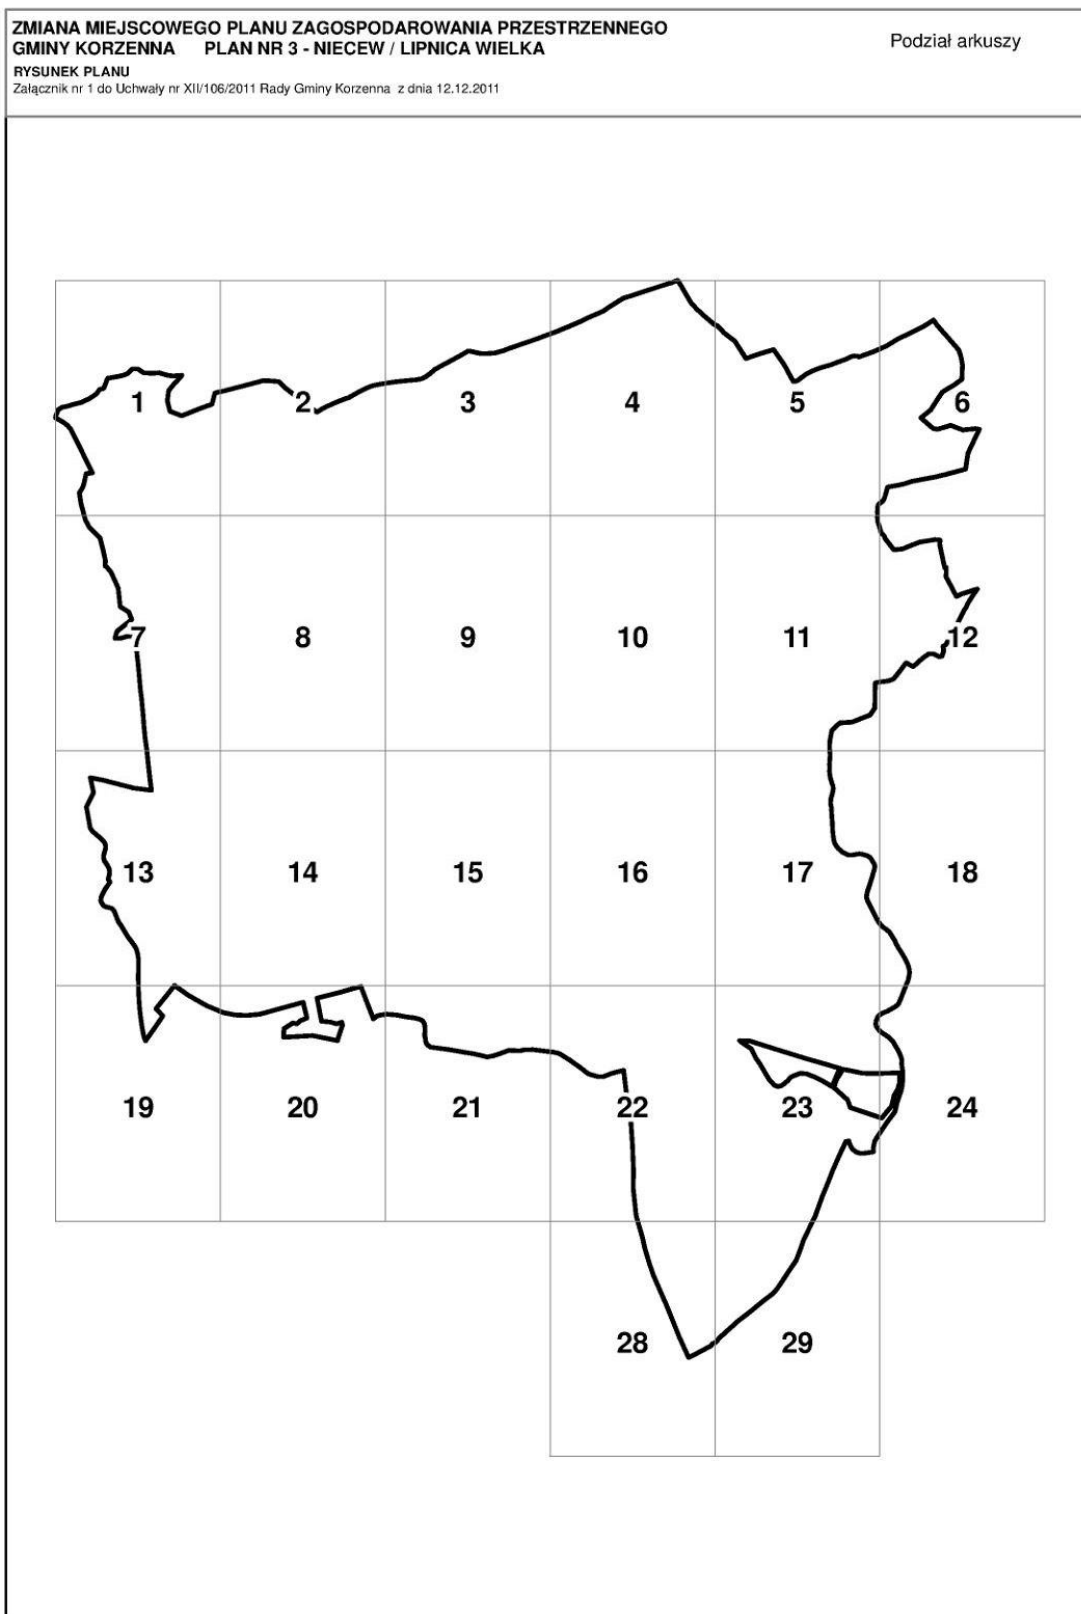 ZMIANA MIEJSCOWEGO PLANU ZAGOSPODAROWANIA PRZESTRZENNEGO
GMINY KORZENNA PLAN NR 3 - NIECEW / LIPNICA WIELKA
Podział arkuszy
RYSUNEK PLANU
Załącznik nr 1 do Uchwały nr XII/106/2011 Rady Gminy Korzenna z dnia 12.12.2011
1 2 3 4 5 6
7 8 9 10 11 12
13 14 15 16 17 18
19 20 21 22 23 24
28 29